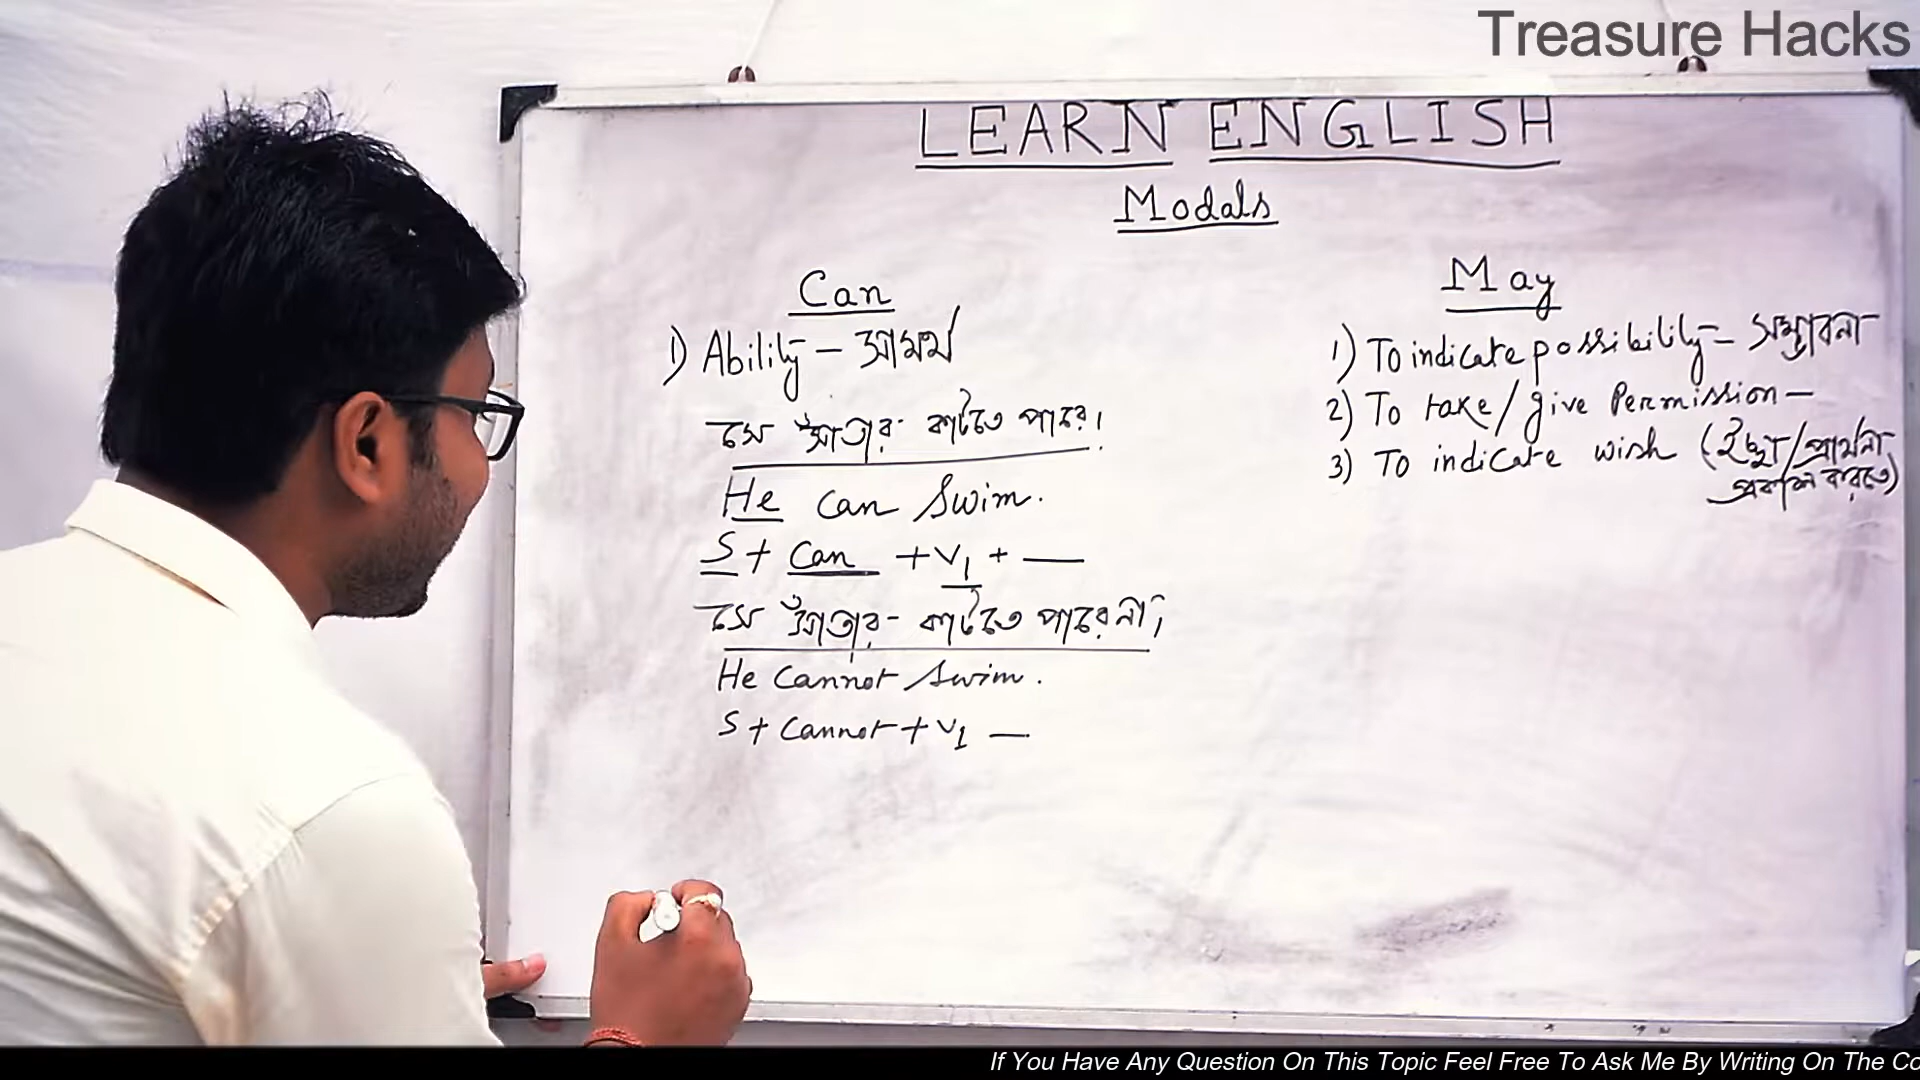 Treasure Hacks
LEARN ENGLISH
Modals
Can
1) Ability – সামর্থ
সে সাঁতার কাটতে পারে।
He can swim.
S + can + V1 + —
সে সাঁতার কাটতে পারেনা।
He cannot swim.
S + cannot + V1 —
May
1) To indicate possibility – সম্ভাবনা
2) To take/give Permission –
3) To indicate wish (ইচ্ছা/প্রার্থনা
প্রকাশ করতে)
If You Have Any Question On This Topic Feel Free To Ask Me By Writing On The Co